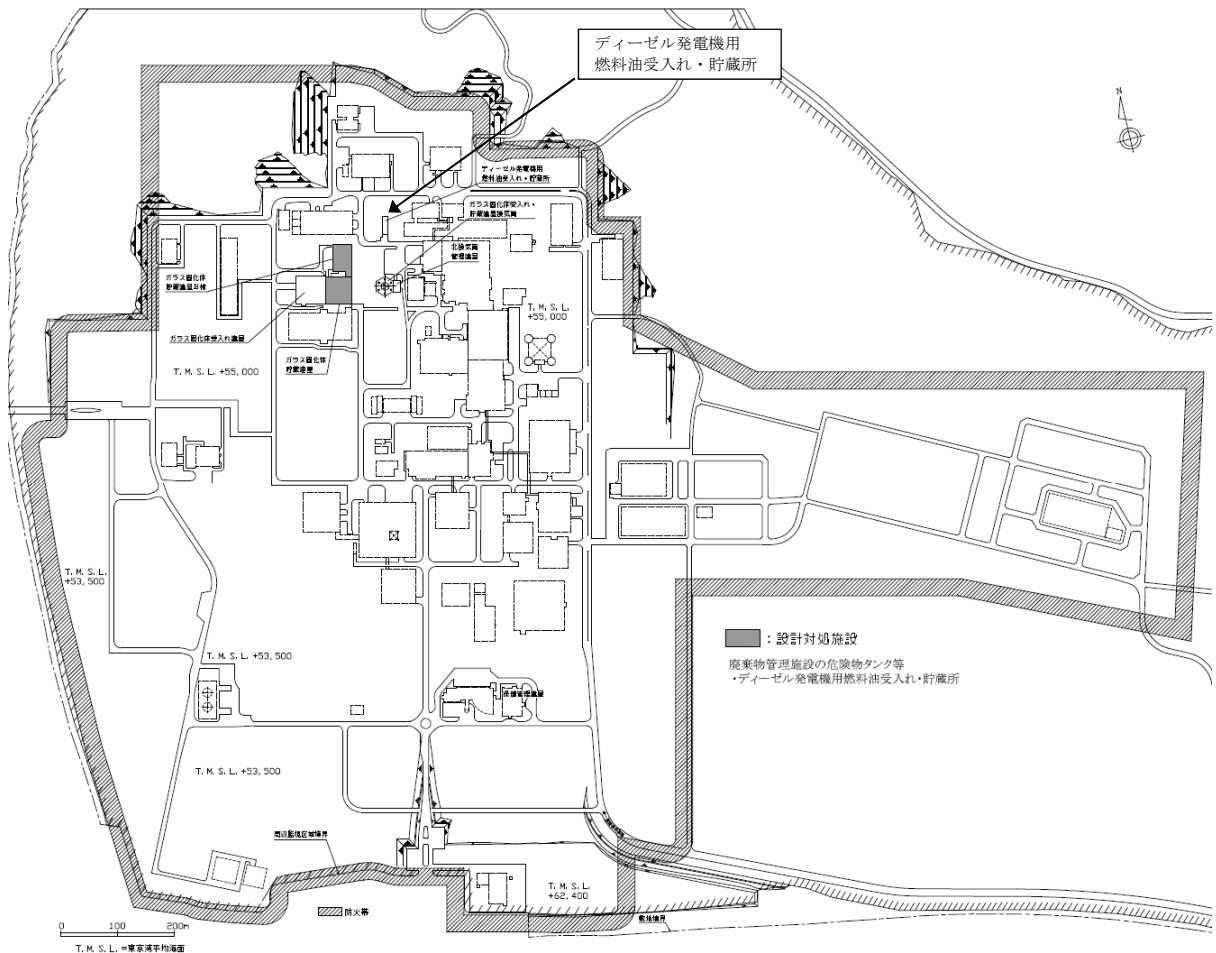 ディーゼル発電機用
燃料油受入れ・貯蔵所
N
ディーゼル発電機用
燃料油受入れ・貯蔵所
ガラス固化体受入れ・
貯蔵建屋換気筒
北換気筒
管理建屋
ガラス固化体
貯蔵建屋B棟
T. M. S. L.
+55,000
ガラス固化体受入れ建屋
ガラス固化体
貯蔵建屋
T. M. S. L. +55,000
T. M. S. L.
+53,500
:設計対処施設
T. M. S. L. +53,500
廃棄物管理施設の危険物タンク等
・ディーゼル発電機用燃料油受入れ・貯蔵所
T. M. S. L. +53,500
周辺監視区域境界
T. M. S. L.
+62,400
防火帯
敷地境界
0 100 200m
T. M. S. L. =東京湾平均海面